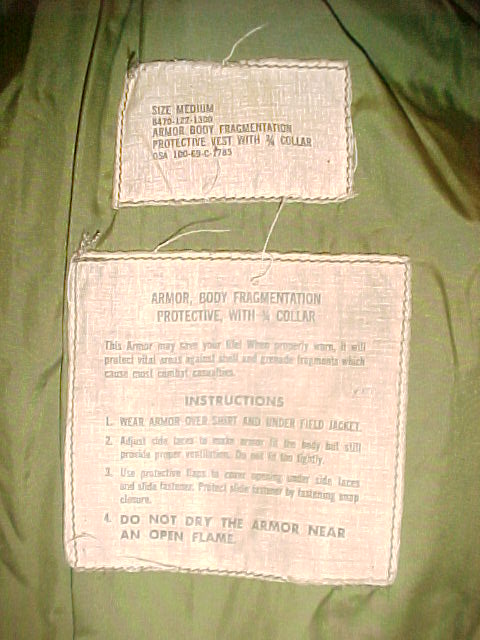 SIZE MEDIUM
8470-122-1300
ARMOR BODY FRAGMENTATION
PROTECTIVE VEST WITH ¾ COLLAR
DSA 100-69-C-1785
ARMOR, BODY FRAGMENTATION
PROTECTIVE, WITH ¾ COLLAR
This Armor may save your life! When properly worn, it will
protect vital areas against shell and grenade fragments which
cause most combat casualties.
INSTRUCTIONS
1. WEAR ARMOR OVER SHIRT AND UNDER FIELD JACKET.
2. Adjust side laces to make armor fit the body but still
provide proper ventilation. Do not fit too tightly.
3. Use protective flaps to cover opening under side laces
and slide fastener. Protect slide fastener by fastening snap
closure.
4. DO NOT DRY THE ARMOR NEAR
AN OPEN FLAME.